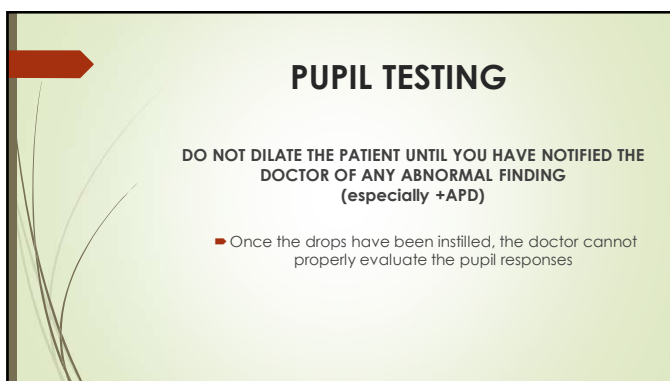 PUPIL TESTING
DO NOT DILATE THE PATIENT UNTIL YOU HAVE NOTIFIED THE
DOCTOR OF ANY ABNORMAL FINDING
(especially +APD)
Once the drops have been instilled, the doctor cannot
properly evaluate the pupil responses